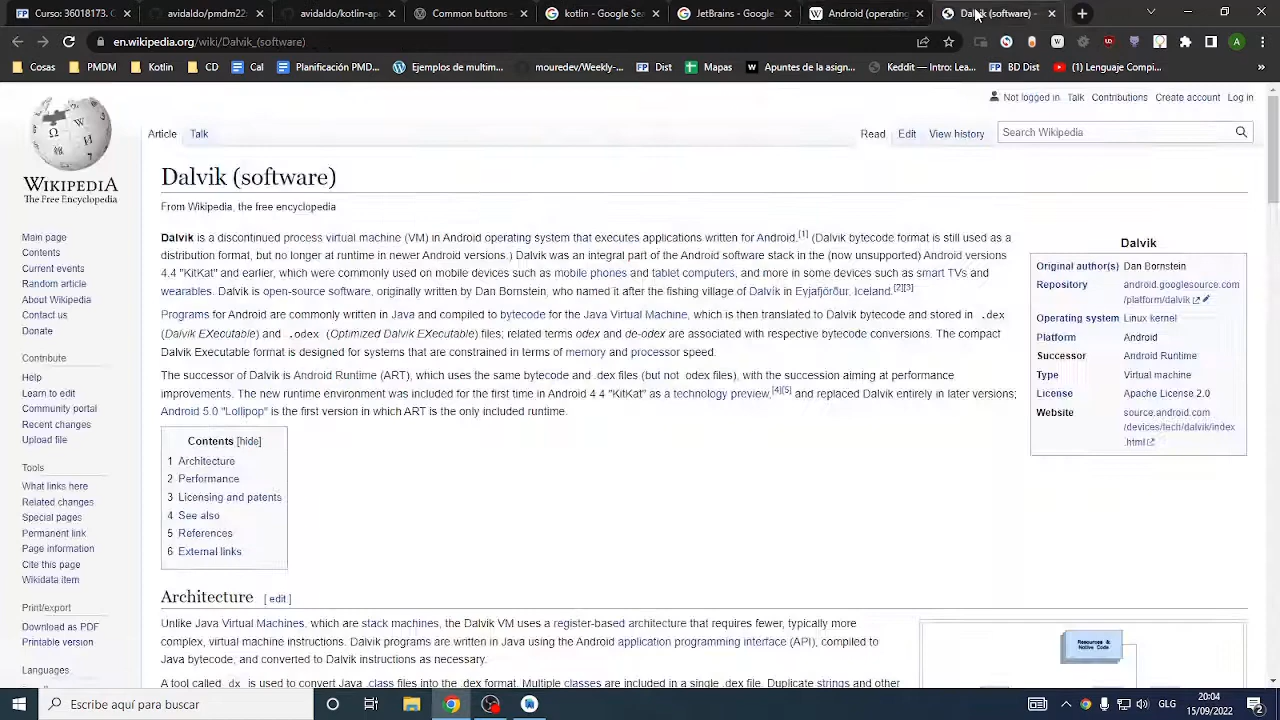 Curso: 36018173. C
avidaldo/pmdm22-
avidaldo/kotlin-ap
Common buttons-
kotlin - Google Sea
JetBrains - Google
Android (operating
Dalvik (software) –
en.wikipedia.org/wiki/Dalvik_(software)
A
Cosas
PMDM
Kotlin
CD
Cal
Planificación PMD...
Ejemplos de multim...
mouredev/Weekly-...
Dist
Mapas
Apuntes de la asign...
Keddit — Intro: Lea...
BD Dist
(1) Lenguaje Compi...
Not logged in Talk Contributions Create account Log in
Article Talk
Read Edit View history
Search Wikipedia
WIKIPEDIA
The Free Encyclopedia
Main page
Contents
Current events
Random article
About Wikipedia
Contact us
Donate
Contribute
Help
Learn to edit
Community portal
Recent changes
Upload file
Tools
What links here
Related changes
Special pages
Permanent link
Page information
Cite this page
Wikidata item
Print/export
Download as PDF
Printable version
Languages
Dalvik (software)
From Wikipedia, the free encyclopedia
Dalvik is a discontinued process virtual machine (VM) in Android operating system that executes applications written for Android.[1] (Dalvik bytecode format is still used as a
distribution format, but no longer at runtime in newer Android versions.) Dalvik was an integral part of the Android software stack in the (now unsupported) Android versions
4.4 "KitKat" and earlier, which were commonly used on mobile devices such as mobile phones and tablet computers, and more in some devices such as smart TVs and
wearables. Dalvik is open-source software, originally written by Dan Bornstein, who named it after the fishing village of Dalvík in Eyjafjörður, Iceland.[2][3]
Programs for Android are commonly written in Java and compiled to bytecode for the Java Virtual Machine, which is then translated to Dalvik bytecode and stored in .dex
(Dalvik EXecutable) and .odex (Optimized Dalvik EXecutable) files; related terms odex and de-odex are associated with respective bytecode conversions. The compact
Dalvik Executable format is designed for systems that are constrained in terms of memory and processor speed.
The successor of Dalvik is Android Runtime (ART), which uses the same bytecode and .dex files (but not .odex files), with the succession aiming at performance
improvements. The new runtime environment was included for the first time in Android 4.4 "KitKat" as a technology preview,[4][5] and replaced Dalvik entirely in later versions;
Android 5.0 "Lollipop" is the first version in which ART is the only included runtime.
Dalvik
Original author(s) Dan Bornstein
Repository android.googlesource.com
/platform/dalvik
Operating system Linux kernel
Platform Android
Successor Android Runtime
Type Virtual machine
License Apache License 2.0
Website source.android.com
/devices/tech/dalvik/index
.html
Contents [hide]
1 Architecture
2 Performance
3 Licensing and patents
4 See also
5 References
6 External links
Architecture [ edit ]
Unlike Java Virtual Machines, which are stack machines, the Dalvik VM uses a register-based architecture that requires fewer, typically more
complex, virtual machine instructions. Dalvik programs are written in Java using the Android application programming interface (API), compiled to
Java bytecode, and converted to Dalvik instructions as necessary.
A tool called dx is used to convert Java .class files into the .dex format. Multiple classes are included in a single .dex file. Duplicate strings and other
Resources &
Native Code
Escribe aquí para buscar
GLG
20:04
15/09/2022
2